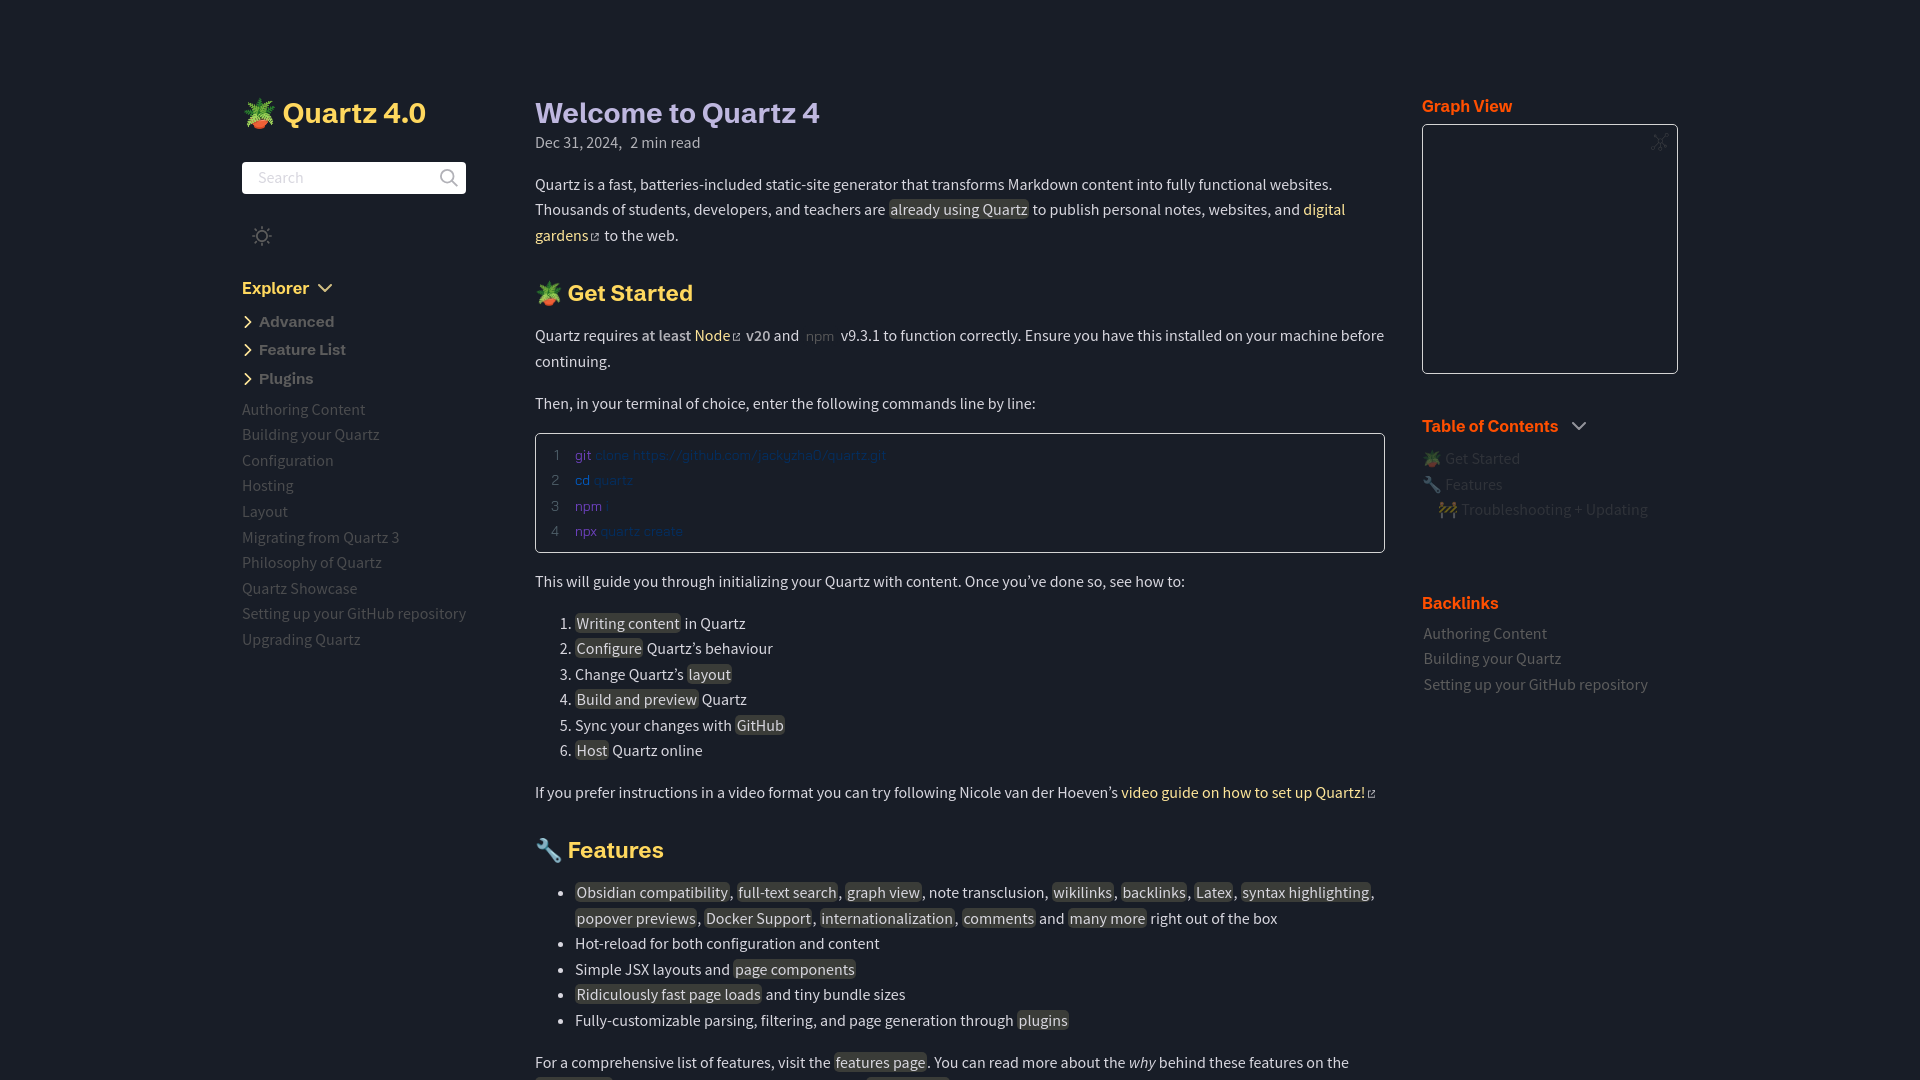 Quartz 4.0
Search
Explorer
Advanced
Feature List
Plugins
Authoring Content
Building your Quartz
Configuration
Hosting
Layout
Migrating from Quartz 3
Philosophy of Quartz
Quartz Showcase
Setting up your GitHub repository
Upgrading Quartz
Welcome to Quartz 4
Dec 31, 2024, 2 min read
Quartz is a fast, batteries-included static-site generator that transforms Markdown content into fully functional websites.
Thousands of students, developers, and teachers are already using Quartz to publish personal notes, websites, and digital
gardens to the web.
🪴 Get Started
Quartz requires at least Node v20 and npm v9.3.1 to function correctly. Ensure you have this installed on your machine before
continuing.
Then, in your terminal of choice, enter the following commands line by line:
1 git clone https://github.com/jackyzha0/quartz.git
2 cd quartz
3 npm i
4 npx quartz create
This will guide you through initializing your Quartz with content. Once you’ve done so, see how to:
1. Writing content in Quartz
2. Configure Quartz’s behaviour
3. Change Quartz’s layout
4. Build and preview Quartz
5. Sync your changes with GitHub
6. Host Quartz online
If you prefer instructions in a video format you can try following Nicole van der Hoeven’s video guide on how to set up Quartz!
🔧 Features
• Obsidian compatibility, full-text search, graph view, note transclusion, wikilinks, backlinks, Latex, syntax highlighting,
popover previews, Docker Support, internationalization, comments and many more right out of the box
• Hot-reload for both configuration and content
• Simple JSX layouts and page components
• Ridiculously fast page loads and tiny bundle sizes
• Fully-customizable parsing, filtering, and page generation through plugins
For a comprehensive list of features, visit the features page. You can read more about the why behind these features on the
Graph View
Table of Contents
🪴 Get Started
🔧 Features
🚧 Troubleshooting + Updating
Backlinks
Authoring Content
Building your Quartz
Setting up your GitHub repository